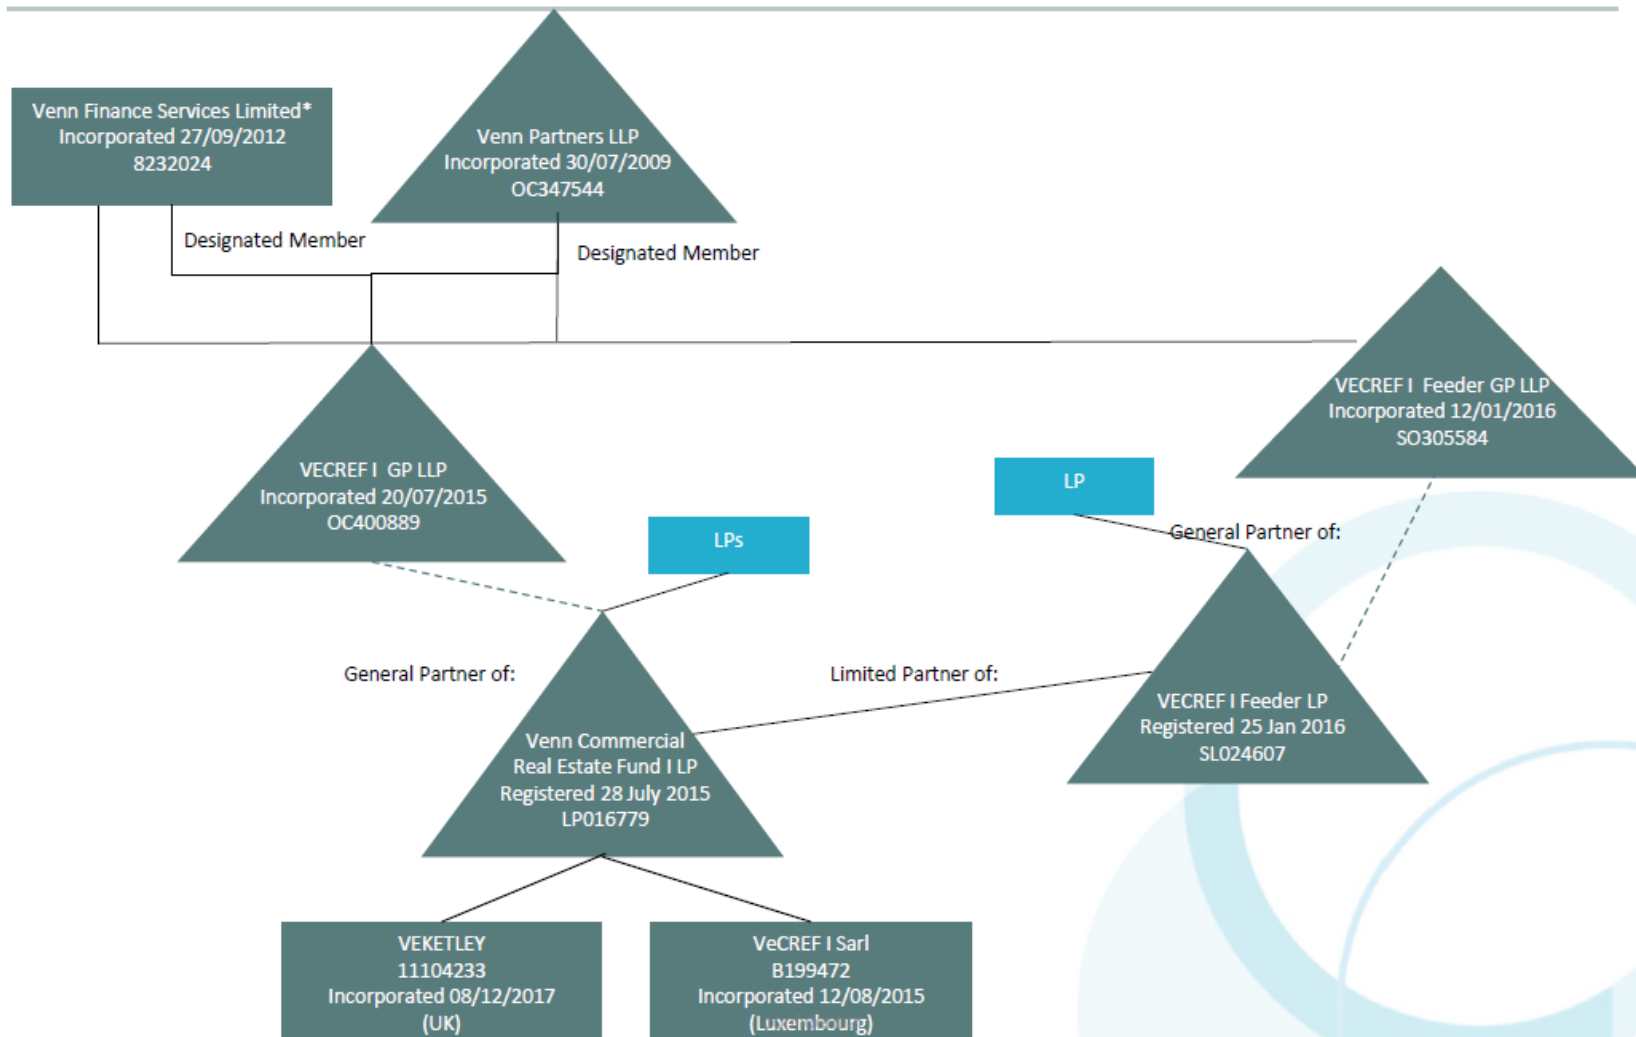 Venn Finance Services Limited*
Incorporated 27/09/2012
8232024
Venn Partners LLP
Incorporated 30/07/2009
OC347544
Designated Member
Designated Member
VECREF I  Feeder GP LLP
Incorporated 12/01/2016
SO305584
VECREF I  GP LLP
Incorporated 20/07/2015
OC400889
LP
LPs
General Partner of:
General Partner of:
Limited Partner of:
VECREF I Feeder LP
Registered 25 Jan 2016
SL024607
Venn Commercial
Real Estate Fund I LP
Registered 28 July 2015
LP016779
VEKETLEY
11104233
Incorporated 08/12/2017
(UK)
VeCREF I Sarl
B199472
Incorporated 12/08/2015
(Luxembourg)